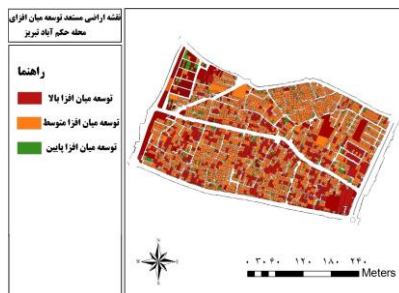 نقشه اراضی مستعد توسعه میان افزای
محله حکم آباد تبریز
راهنما
توسعه میان افزا بالا
توسعه میان افزا متوسط
توسعه میان افزا پایین
N
W E
S
۰ ۳۰ ۶۰ ۱۲۰ ۱۸۰ ۲۴۰
Meters